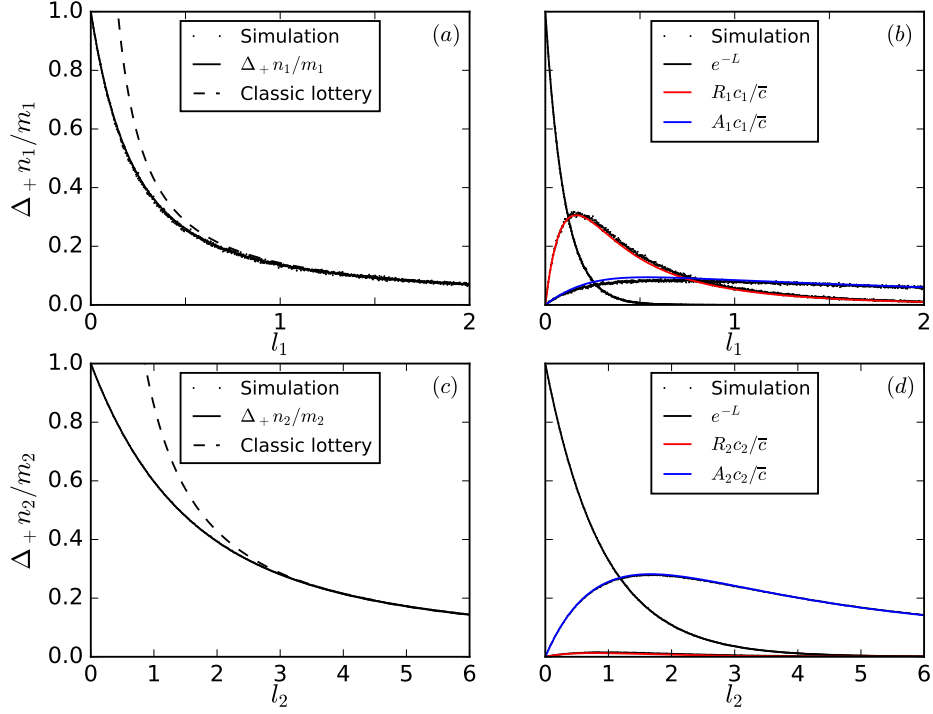 1.0
0.8
0.6
0.4
0.2
0.0
Δ₊n₁/m₁
0
1
2
l₁
Simulation
Δ₊n₁/m₁
Classic lottery
(a)
0
1
2
l₁
Simulation
e⁻ᴸ
R₁c₁/c̅
A₁c₁/c̅
(b)
1.0
0.8
0.6
0.4
0.2
0.0
Δ₊n₂/m₂
0
1
2
3
4
5
6
l₂
Simulation
Δ₊n₂/m₂
Classic lottery
(c)
0
1
2
3
4
5
6
l₂
Simulation
e⁻ᴸ
R₂c₂/c̅
A₂c₂/c̅
(d)